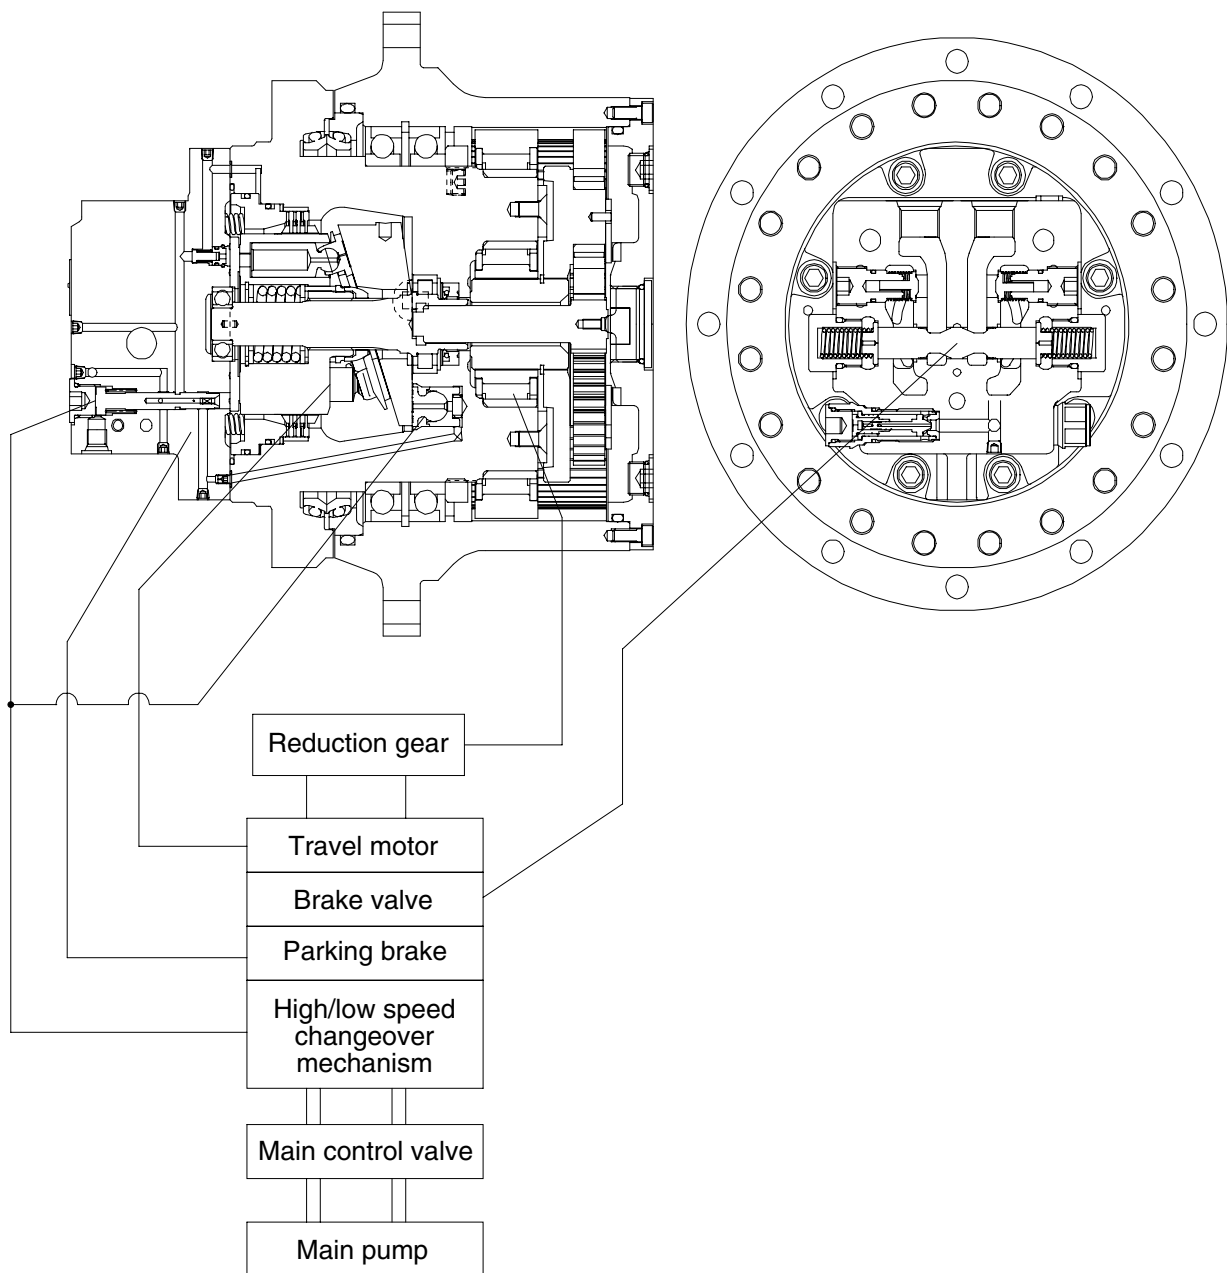 Reduction gear
Travel motor
Brake valve
Parking brake
High/low speed
changeover
mechanism
Main control valve
Main pump